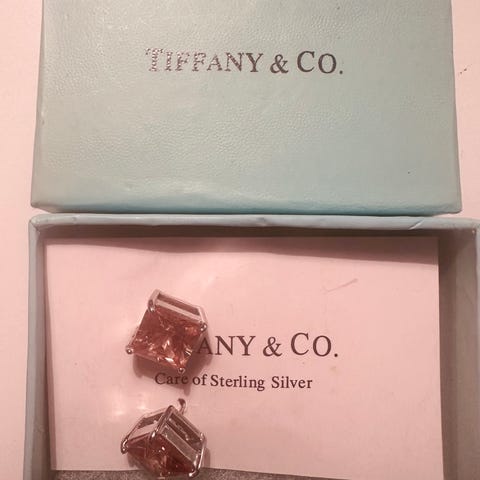 TIFFANY & CO.
ANY & CO.
Care of Sterling Silver